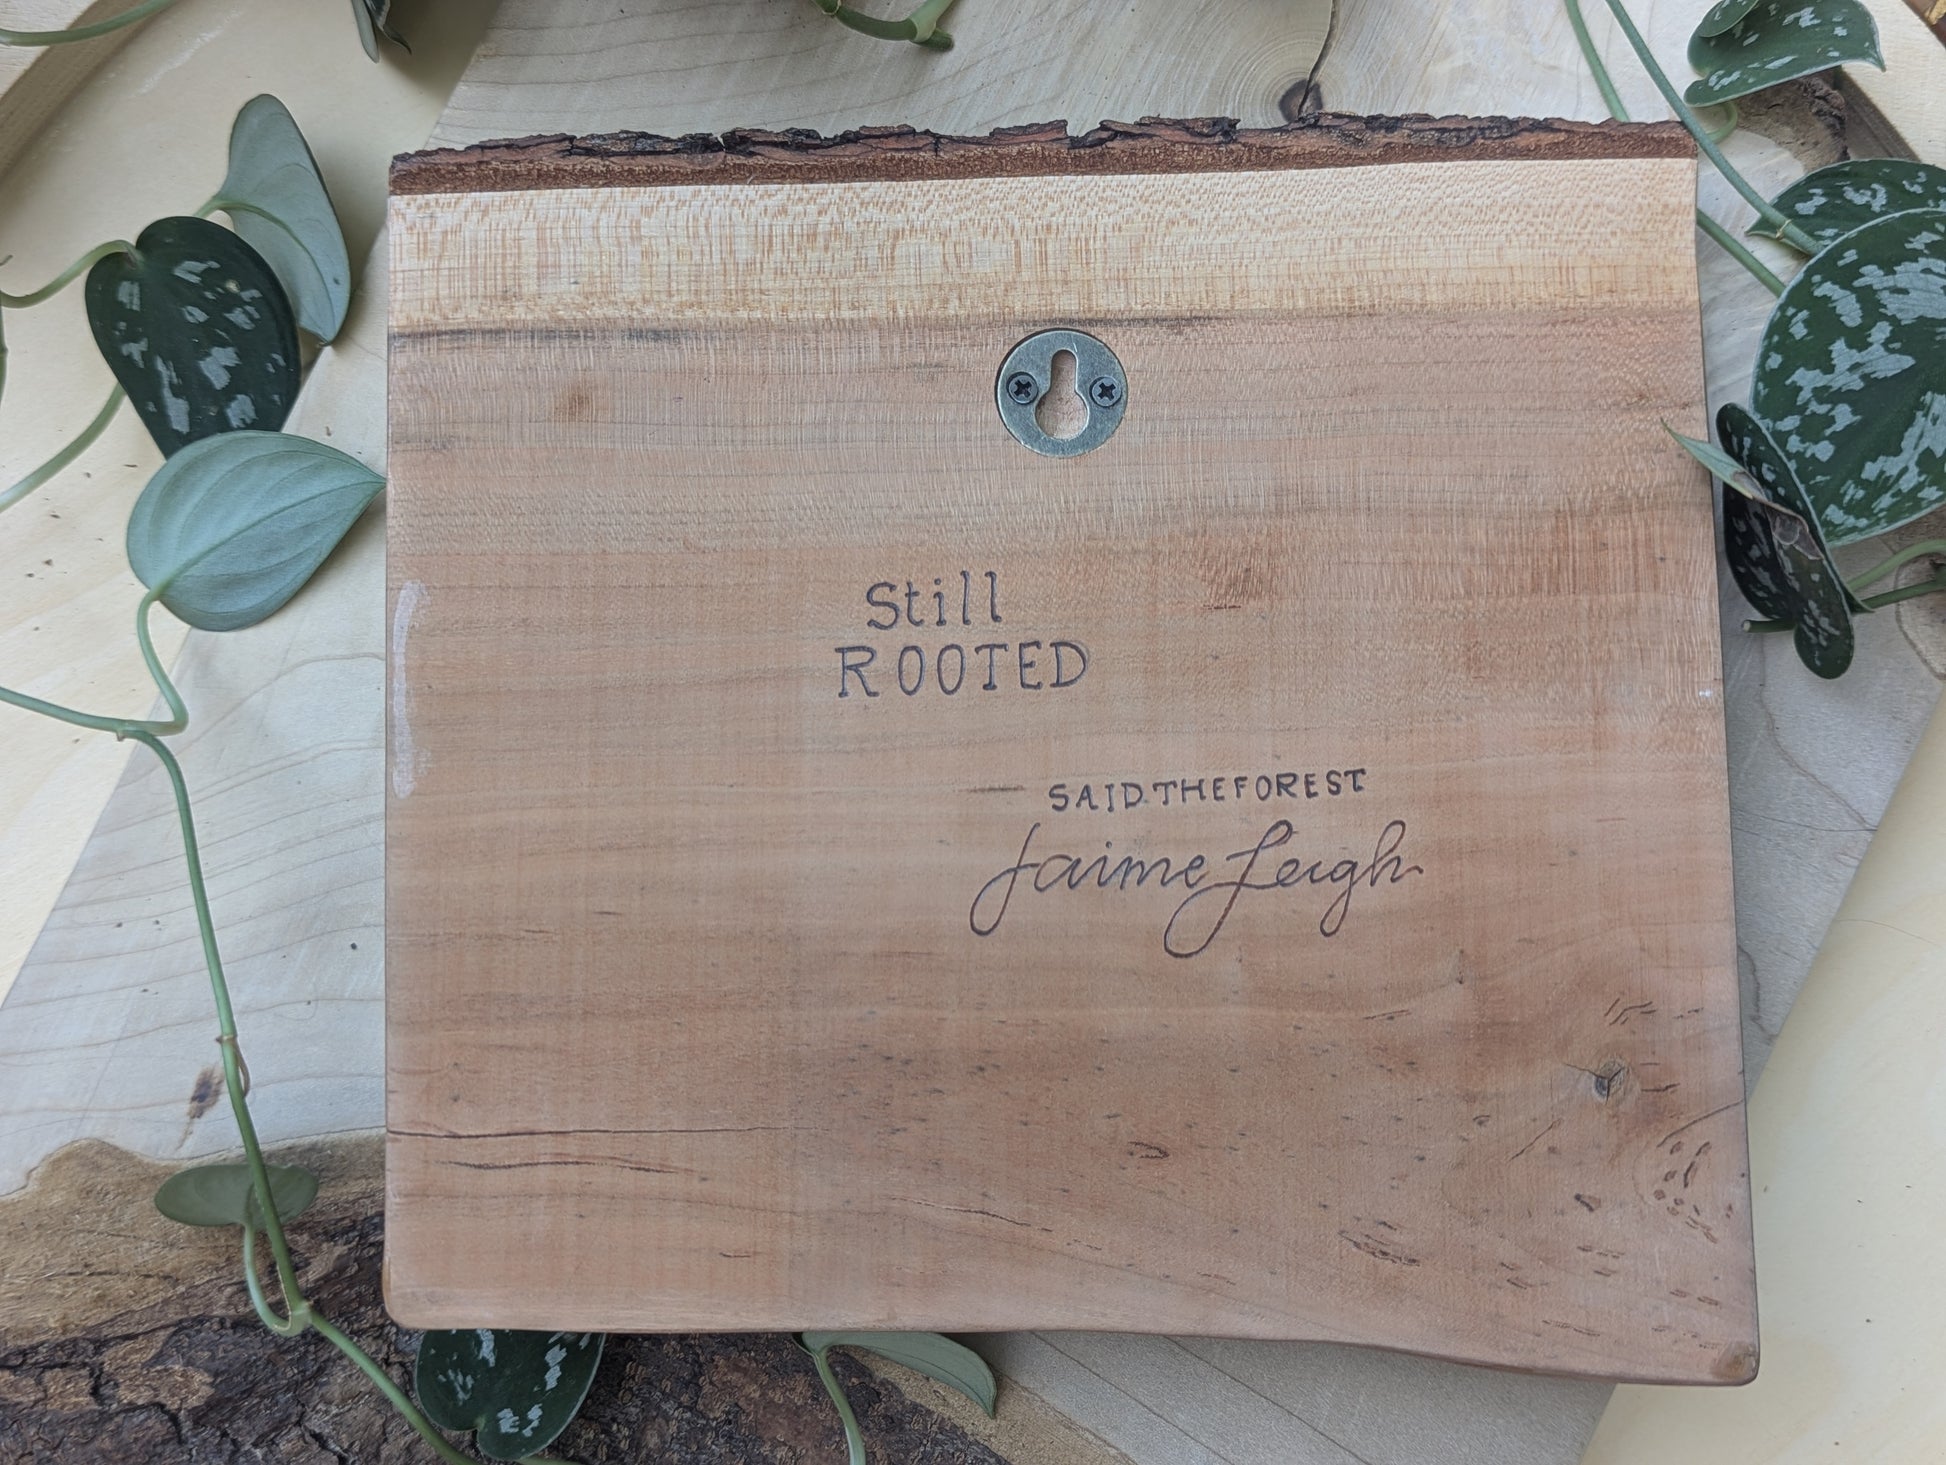 Still
ROOTED
SAIDTHEFOREST
Jaime Leigh